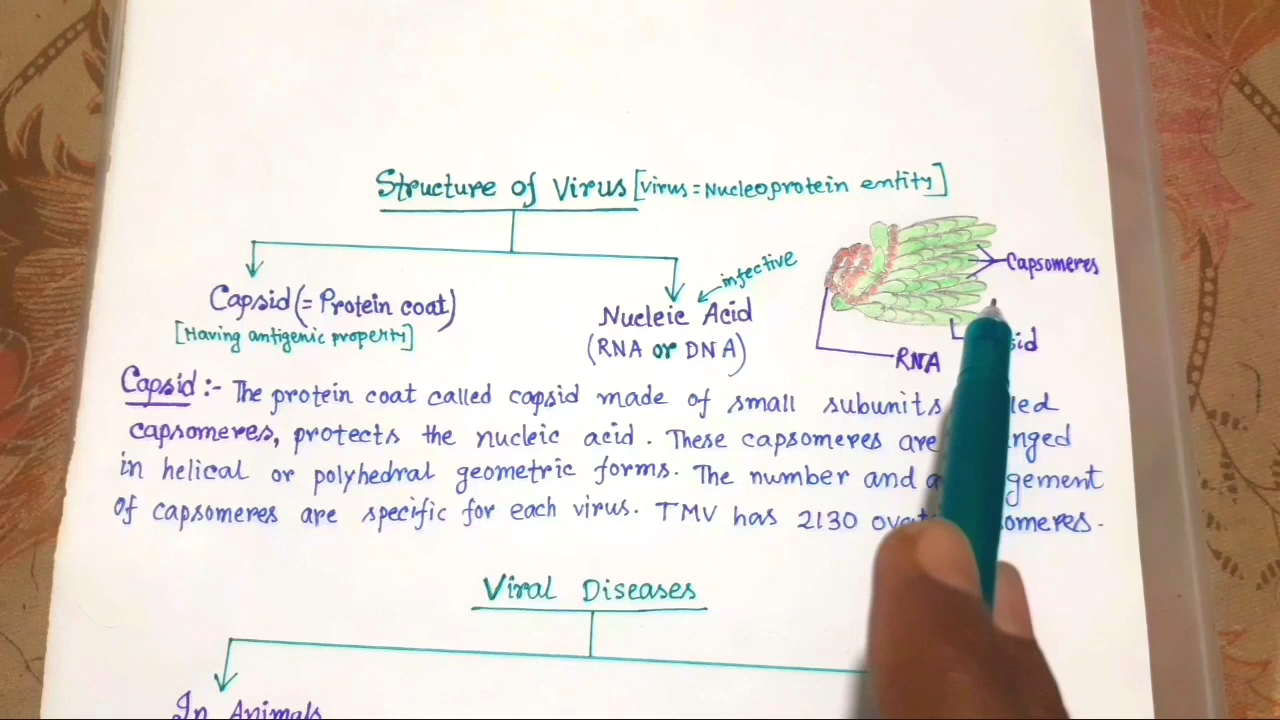 Structure of Virus [Virus = Nucleoprotein entity]
infective
Capsid (= Protein coat)
[Having antigenic property]
Nucleic Acid
(RNA or DNA)
Capsomeres
RNA
Capsid :- The protein coat called capsid made of small subunits
capsomeres, protects the nucleic acid. These capsomeres are
in helical or polyhedral geometric forms. The number and
of capsomeres are specific for each virus. TMV has 2130
Viral Diseases
In Animals